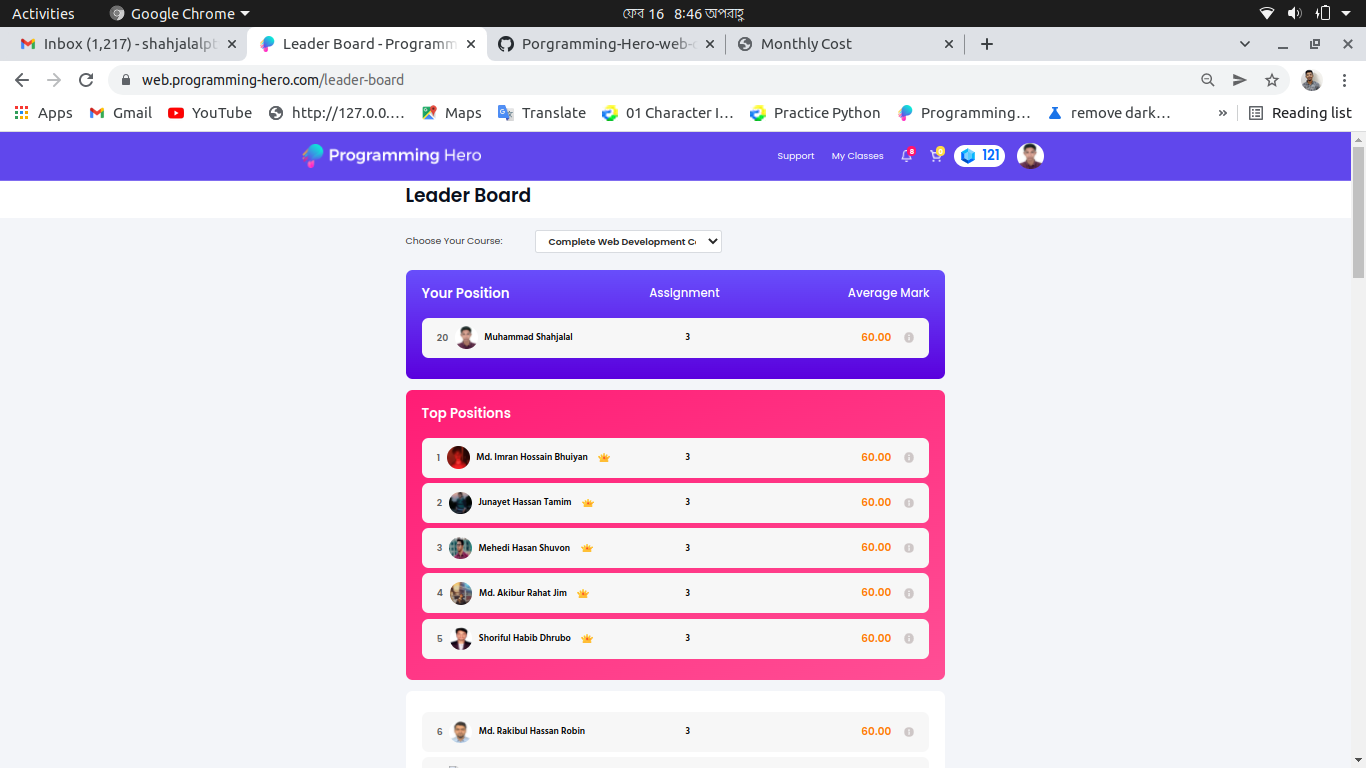 Activities Google Chrome ফেব 16 8:46 অপরাহ্ণ
Inbox (1,217) - shahjalalpt Leader Board - Programm Porgramming-Hero-web- Monthly Cost
web.programming-hero.com/leader-board
Apps Gmail YouTube http://127.0.0.... Maps Translate 01 Character I... Practice Python Programming... remove dark... » Reading list
Programming Hero Support My Classes 8 0 121
Leader Board
Choose Your Course: Complete Web Development Co
Your Position Assignment Average Mark
20 Muhammad Shahjalal 3 60.00
Top Positions
1 Md. Imran Hossain Bhuiyan 3 60.00
2 Junayet Hassan Tamim 3 60.00
3 Mehedi Hasan Shuvon 3 60.00
4 Md. Akibur Rahat Jim 3 60.00
5 Shoriful Habib Dhrubo 3 60.00
6 Md. Rakibul Hassan Robin 3 60.00